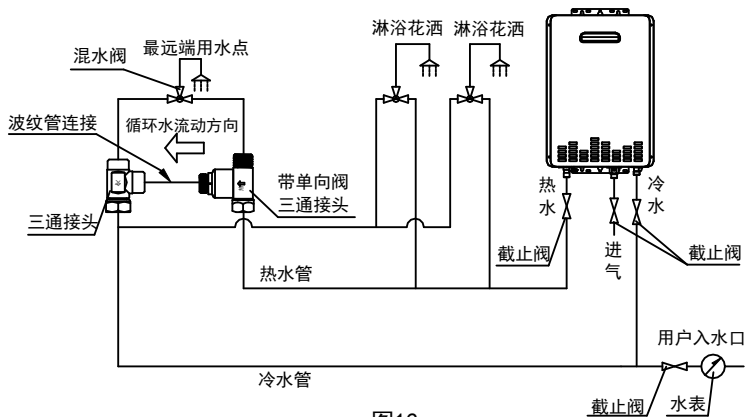 最远端用水点
混水阀
淋浴花洒
淋浴花洒
波纹管连接
循环水流动方向
带单向阀
三通接头
三通接头
热水
冷水
截止阀
进气
截止阀
热水管
用户入水口
冷水管
截止阀
水表